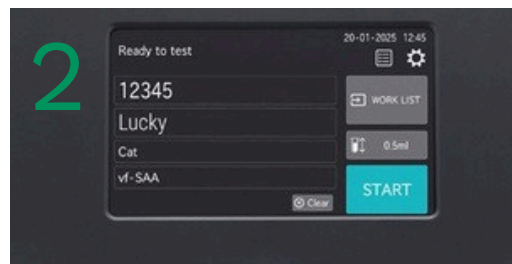 2
Ready to test
20-01-2025 12:45
12345
WORK LIST
Lucky
Cat
0.5ml
vf-SAA
START
Clear